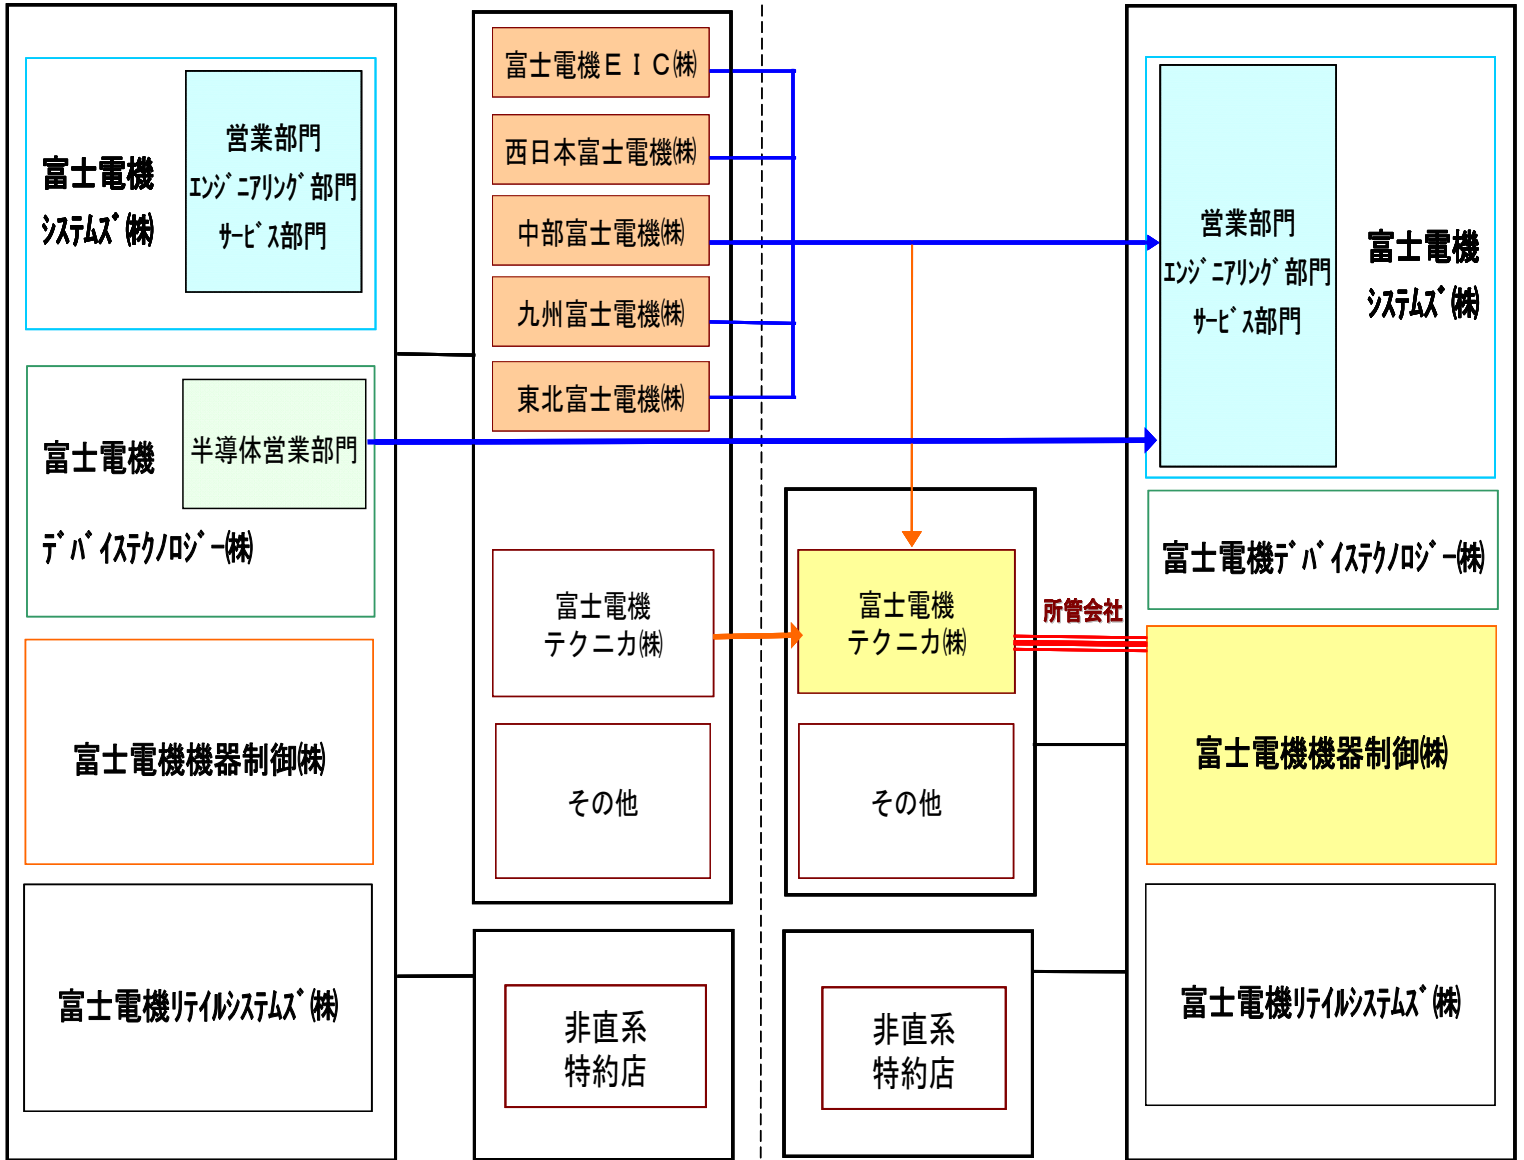 富士電機
ｼｽﾃﾑｽﾞ㈱
営業部門
ｴﾝｼﾞﾆｱﾘﾝｸﾞ部門
ｻｰﾋﾞｽ部門
富士電機
ﾃﾞﾊﾞｲｽﾃｸﾉﾛｼﾞｰ㈱
半導体営業部門
富士電機機器制御㈱
富士電機ﾘﾃｲﾙｼｽﾃﾑｽﾞ㈱
富士電機ＥＩＣ㈱
西日本富士電機㈱
中部富士電機㈱
九州富士電機㈱
東北富士電機㈱
富士電機
テクニカ㈱
その他
非直系
特約店
富士電機
テクニカ㈱
その他
非直系
特約店
所管会社
営業部門
ｴﾝｼﾞﾆｱﾘﾝｸﾞ部門
ｻｰﾋﾞｽ部門
富士電機
ｼｽﾃﾑｽﾞ㈱
富士電機ﾃﾞﾊﾞｲｽﾃｸﾉﾛｼﾞｰ㈱
富士電機機器制御㈱
富士電機ﾘﾃｲﾙｼｽﾃﾑｽﾞ㈱